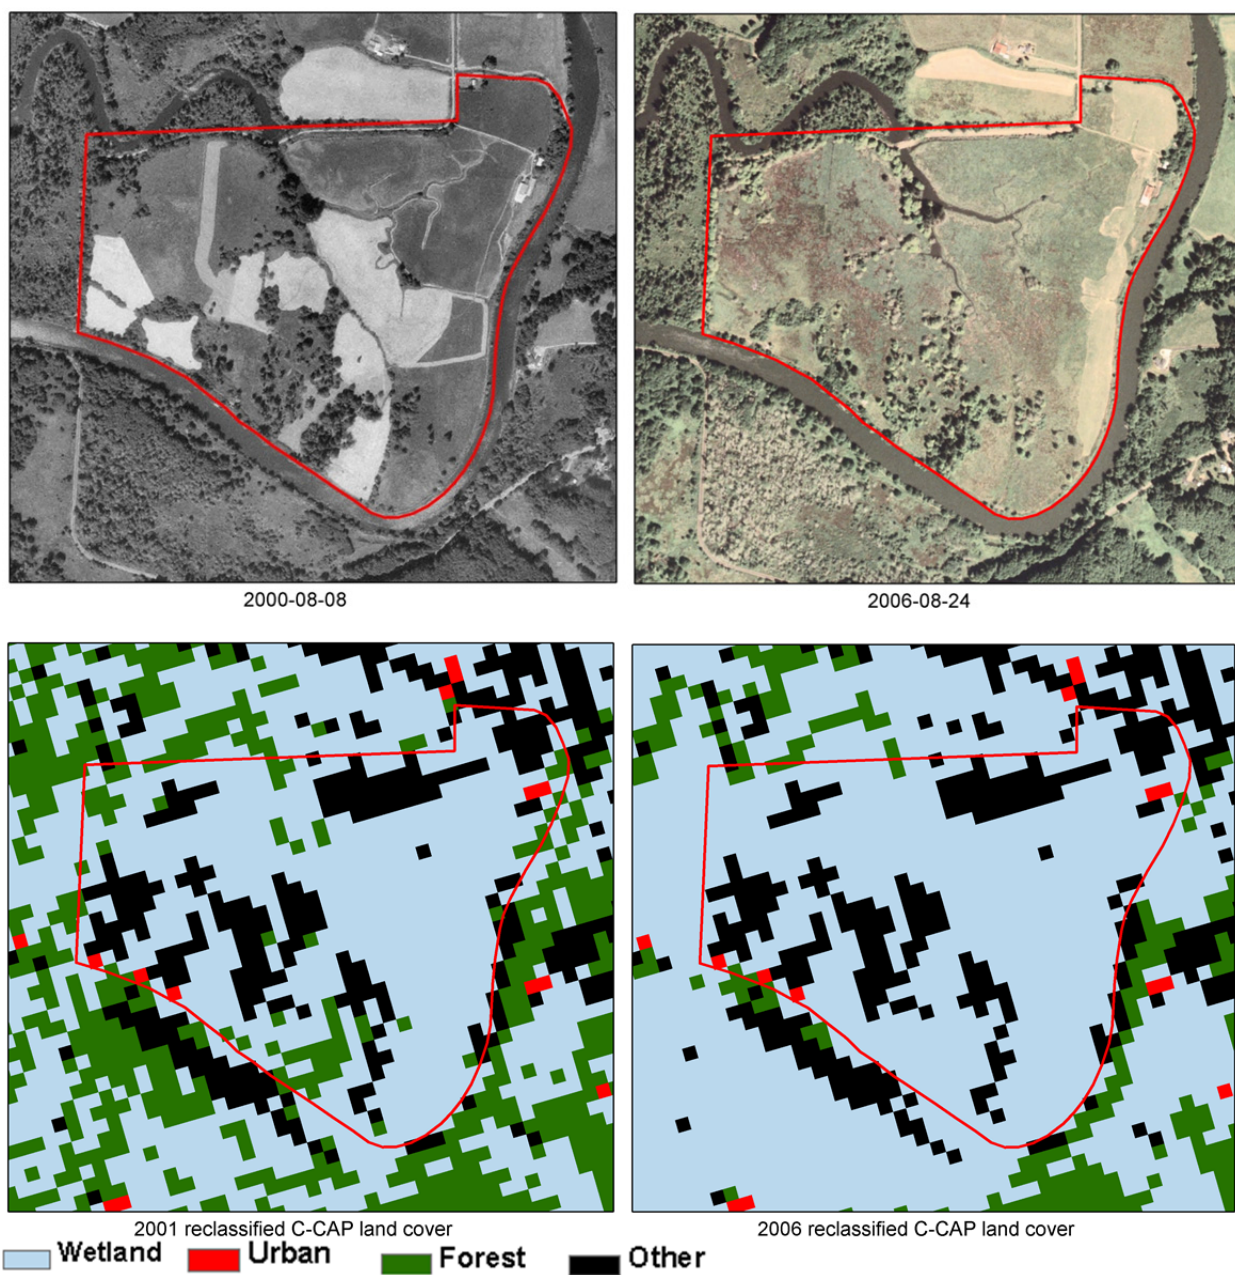 2000-08-08
2006-08-24
2001 reclassified C-CAP land cover
2006 reclassified C-CAP land cover
Wetland Urban Forest Other